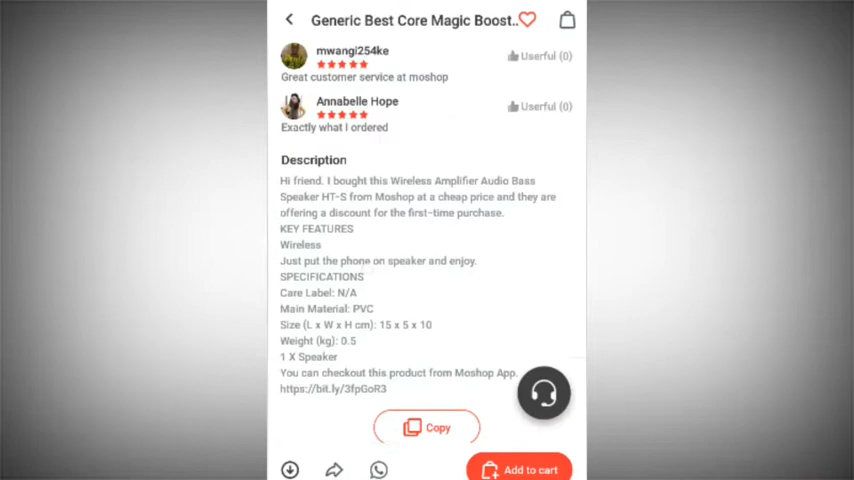 Generic Best Core Magic Boost..
mwangi254ke
Userful (0)
Great customer service at moshop
Annabelle Hope
Userful (0)
Exactly what I ordered
Description
Hi friend. I bought this Wireless Amplifier Audio Bass
Speaker HT-S from Moshop at a cheap price and they are
offering a discount for the first-time purchase.
KEY FEATURES
Wireless
Just put the phone on speaker and enjoy.
SPECIFICATIONS
Care Label: N/A
Main Material: PVC
Size (L x W x H cm): 15 x 5 x 10
Weight (kg): 0.5
1 X Speaker
You can checkout this product from Moshop App.
https://bit.ly/3fpGoR3
Copy
Add to cart